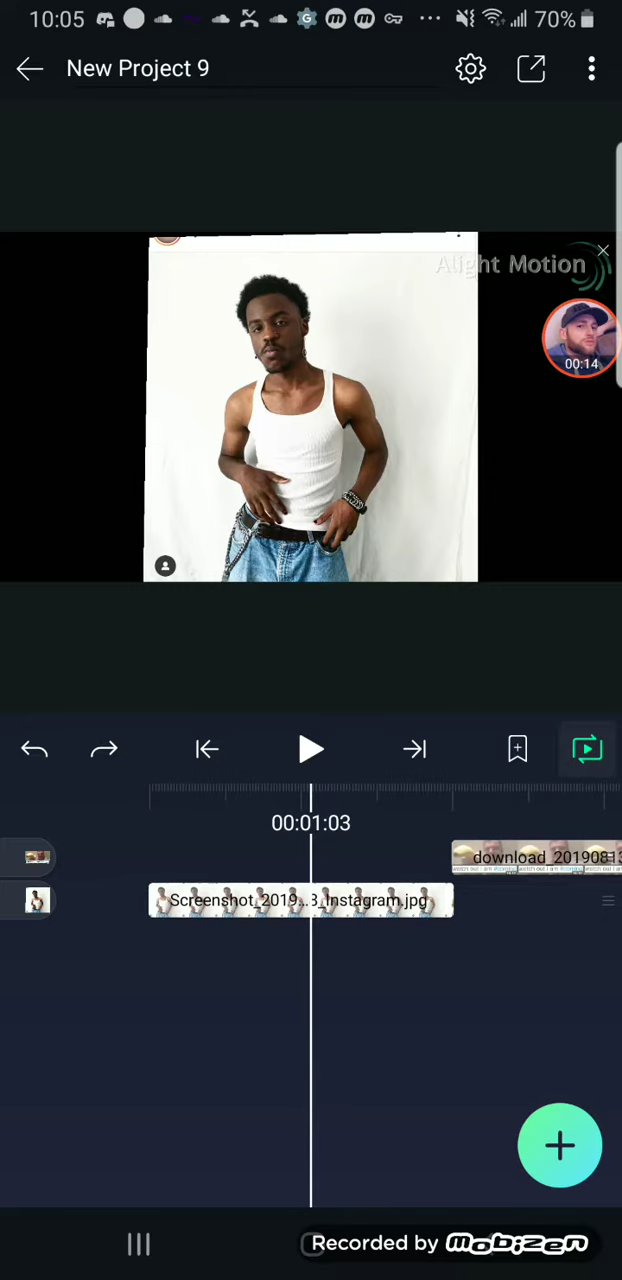 10:05
70%
New Project 9
Alight Motion
00:14
00:01:03
download_20190813
Screenshot_2019...3_Instagram.jpg
Recorded by mobizen